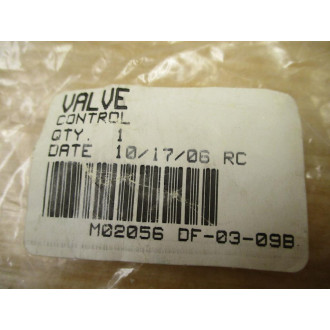 VALVE
CONTROL
QTY. 1
DATE 10/17/06 RC
M02056 DF-03-09B